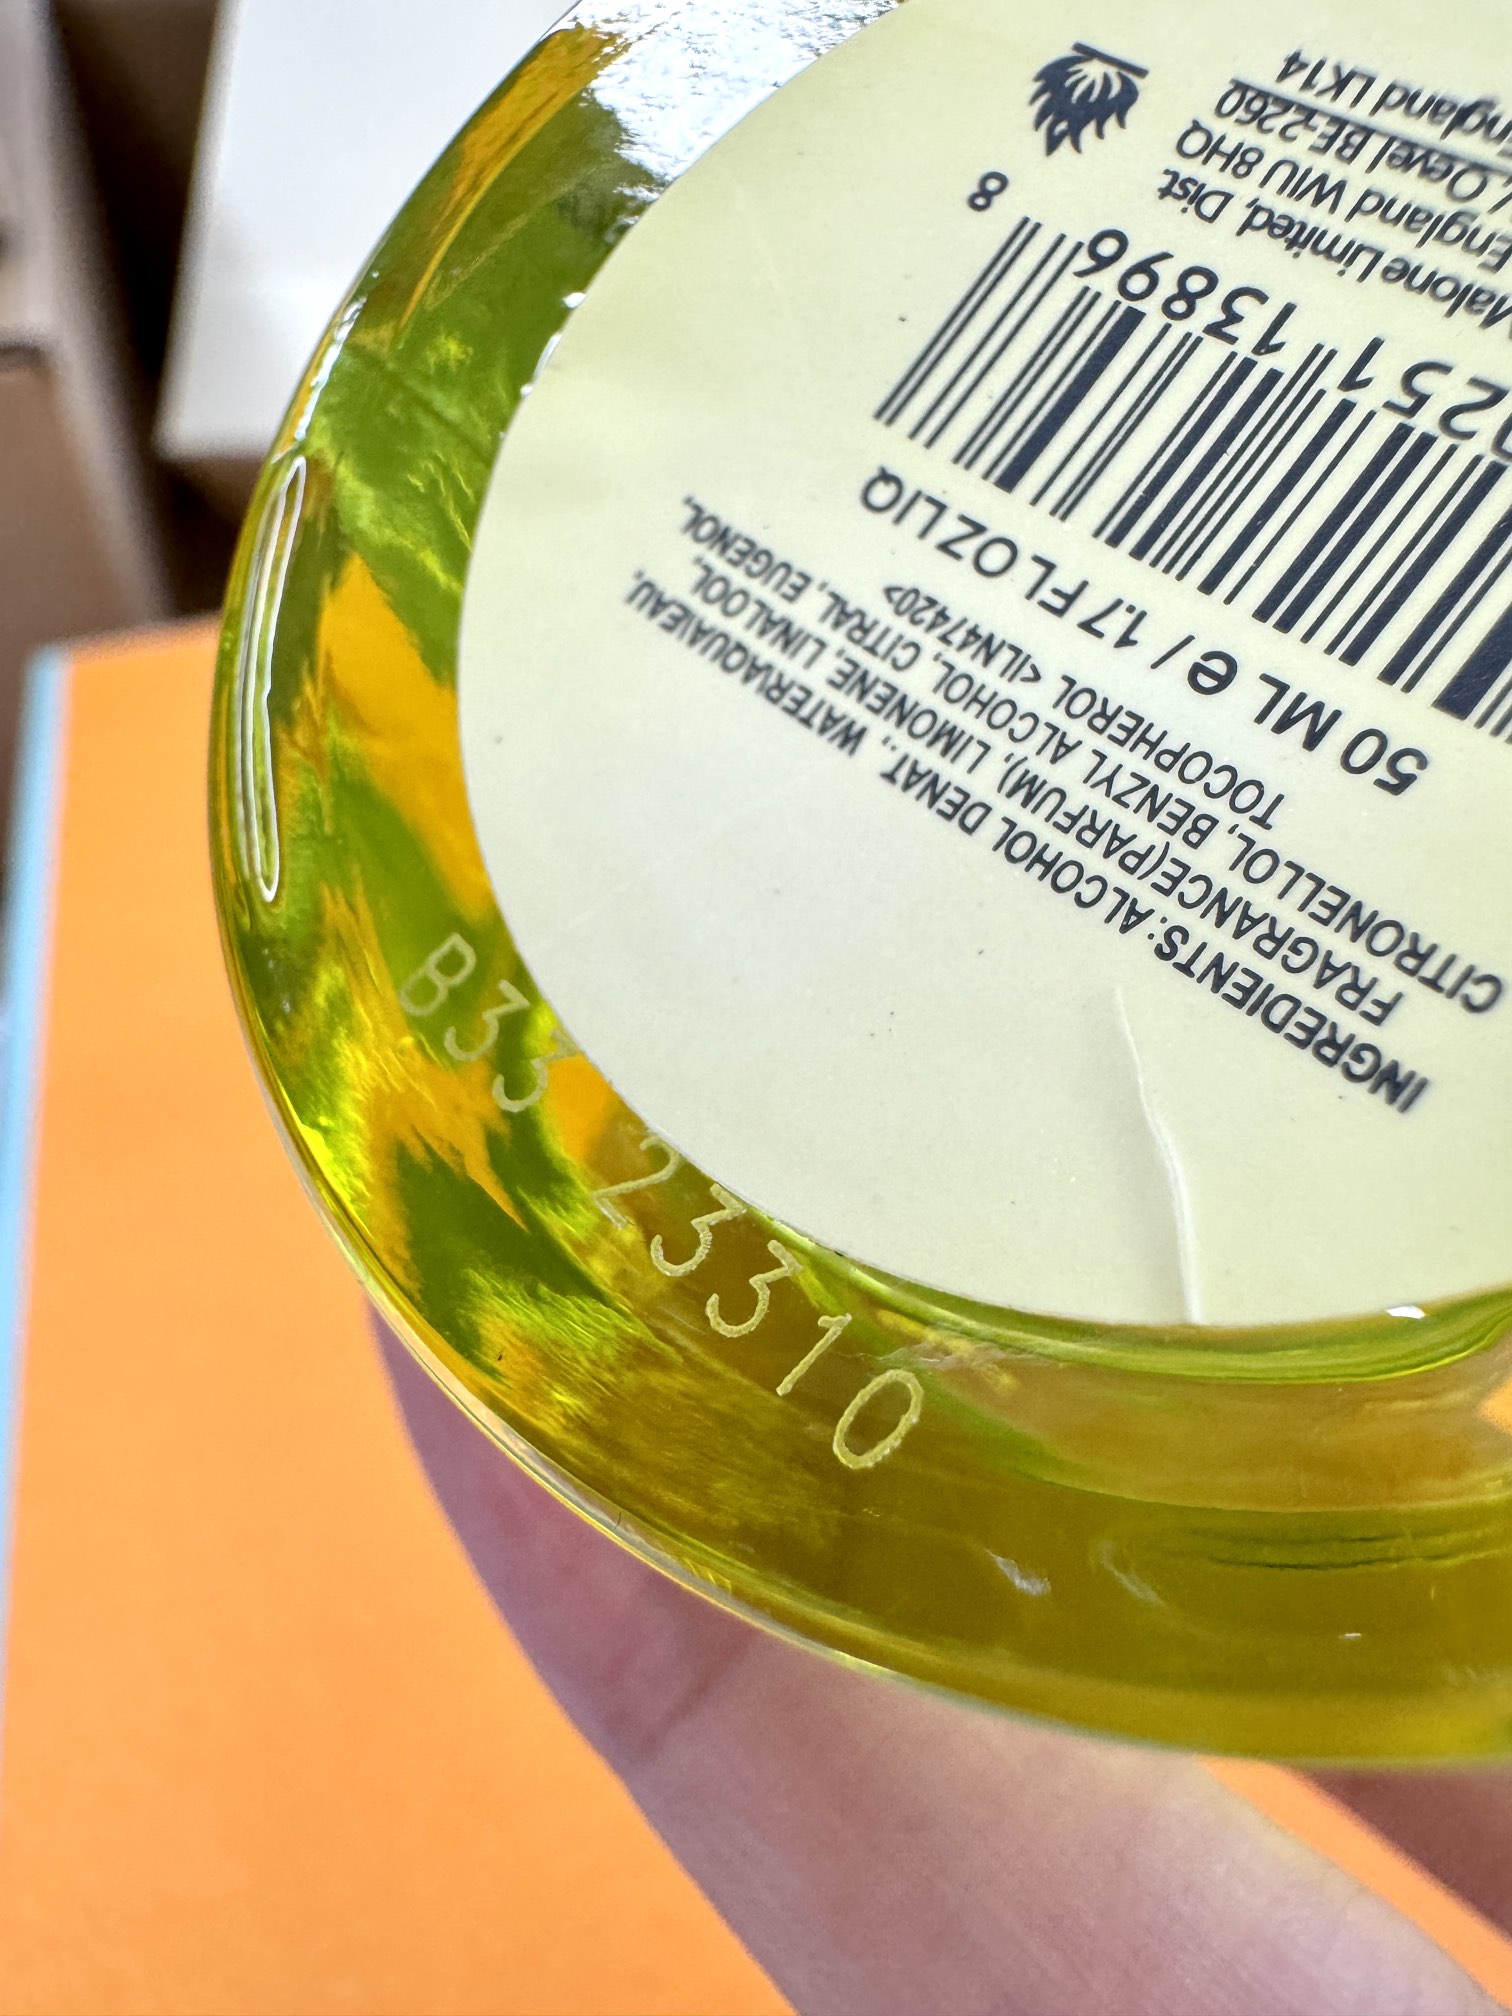 INGREDIENTS: ALCOHOL DENAT., WATER\AQUA\EAU,
FRAGRANCE(PARFUM), LIMONENE, LINALOOL,
CITRONELLOL, BENZYL ALCOHOL, CITRAL, EUGENOL,
TOCOPHEROL <ILN47420>
50 ML e / 1.7 FL OZ LIQ
251 13896 8
Malone Limited, Dist
England W1U 8HQ
Oevel BE-2260
England LK14
B33 23310